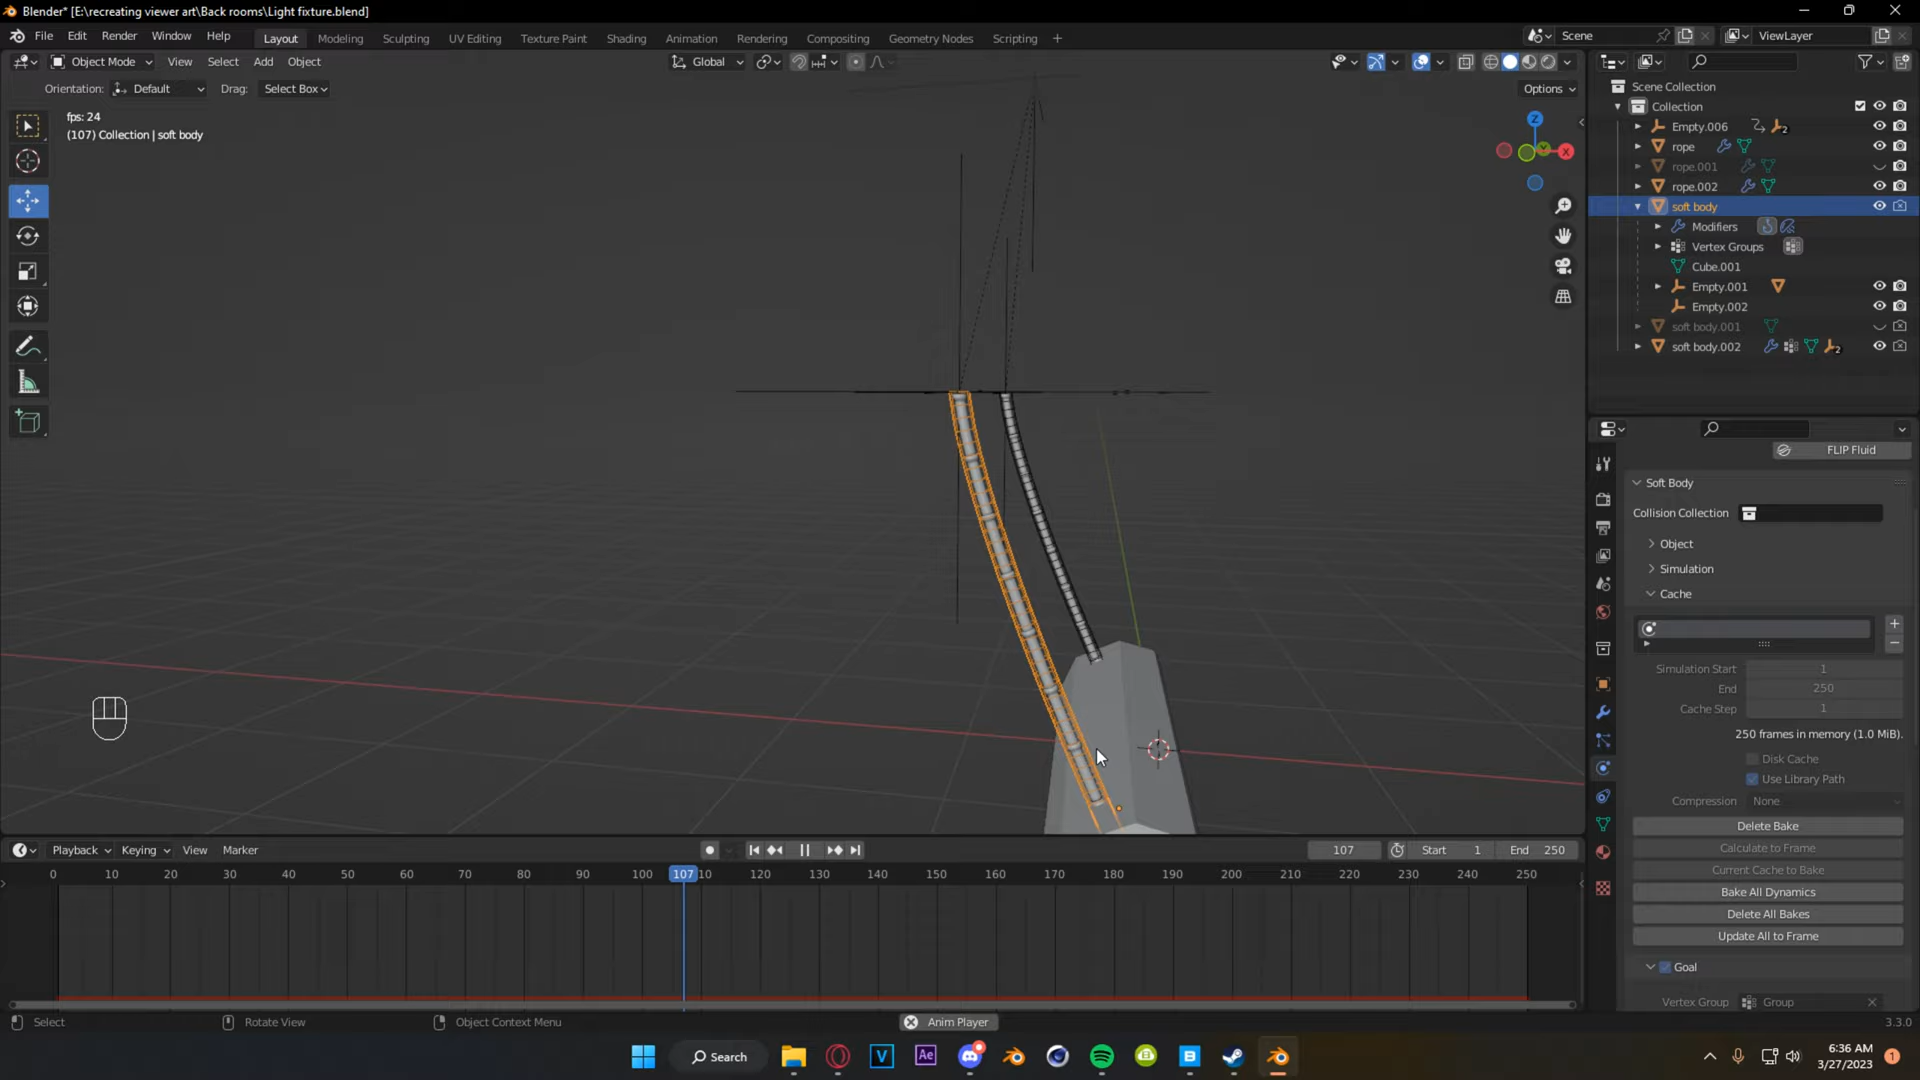 Blender* [E:\recreating viewer art\Back rooms\Light fixture.blend]
File Edit Render Window Help Layout Modeling Sculpting UV Editing Texture Paint Shading Animation Rendering Compositing Geometry Nodes Scripting + Scene ViewLayer
Object Mode View Select Add Object Global
Orientation: Default Drag: Select Box Options
fps: 24
(107) Collection | soft body
Z
X
Scene Collection
Collection
Empty.006 2
rope
rope.001
rope.002
soft body
Modifiers
Vertex Groups
Cube.001
Empty.001
Empty.002
soft body.001
soft body.002 2
FLIP Fluid
Soft Body
Collision Collection
Object
Simulation
Cache
Simulation Start 1
End 250
Cache Step 1
250 frames in memory (1.0 MiB).
Disk Cache
Use Library Path
Compression None
Delete Bake
Calculate to Frame
Current Cache to Bake
Bake All Dynamics
Delete All Bakes
Update All to Frame
Goal
Vertex Group Group
Playback Keying View Marker 107 Start 1 End 250
0 10 20 30 40 50 60 70 80 90 100 107 10 120 130 140 150 160 170 180 190 200 210 220 230 240 250
Select Rotate View Object Context Menu Anim Player 3.3.0
Search V Ae B 6:36 AM 1
3/27/2023